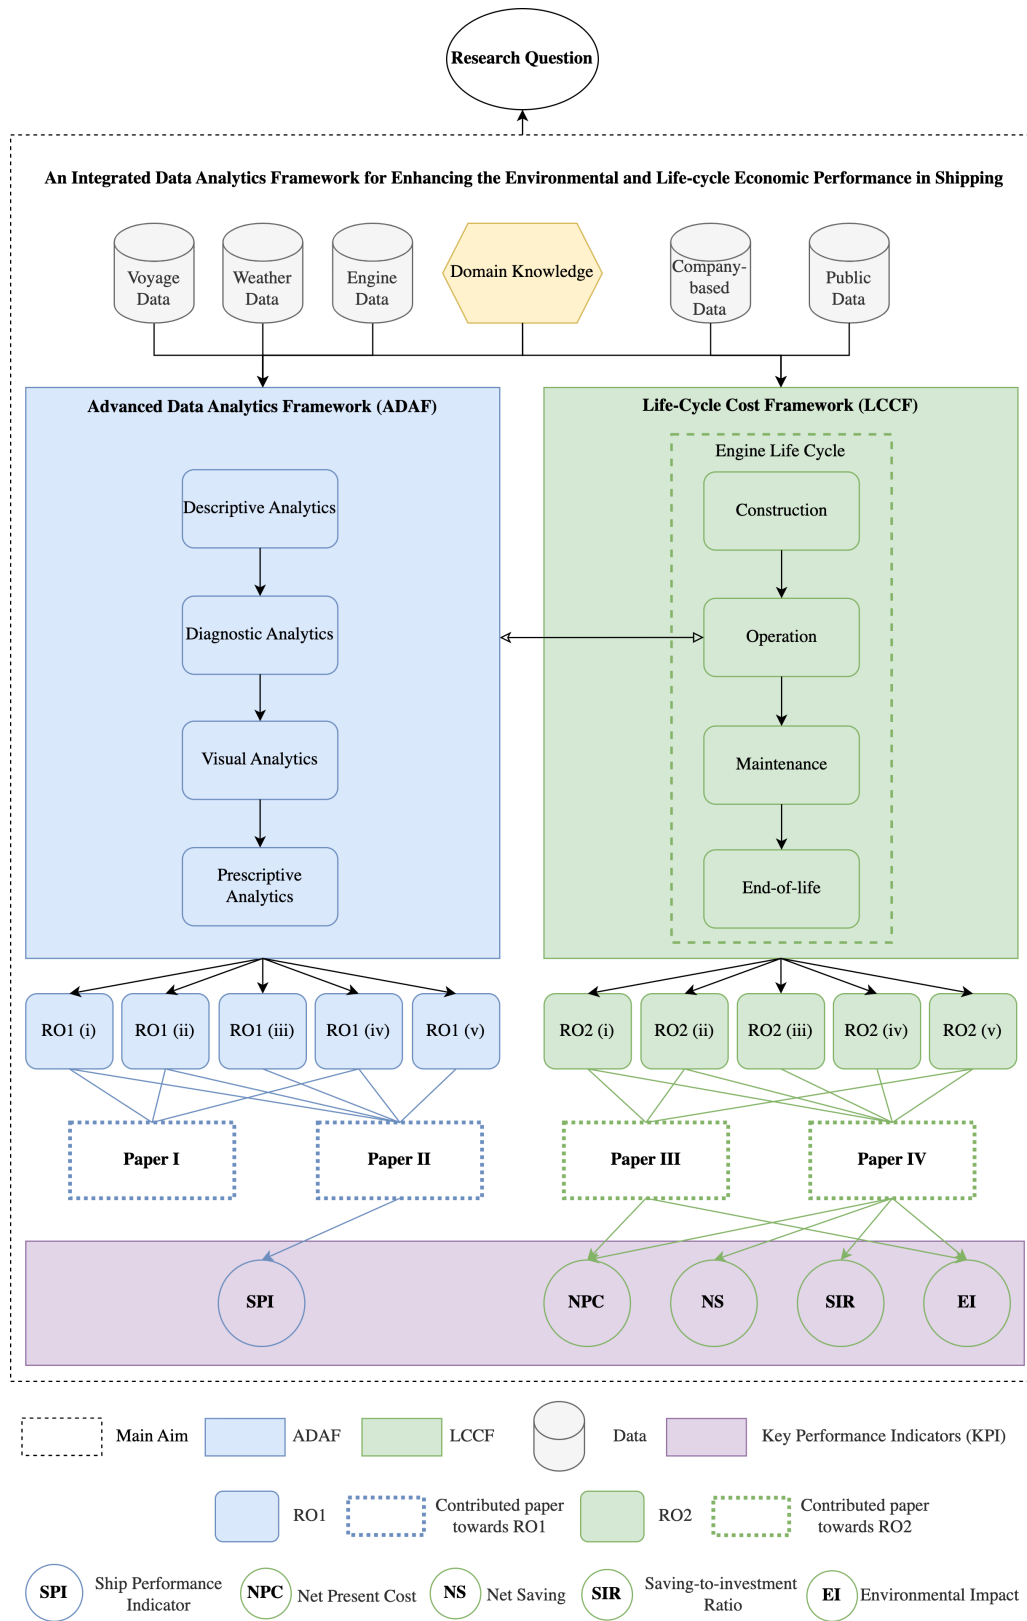 Research Question
An Integrated Data Analytics Framework for Enhancing the Environmental and Life-cycle Economic Performance in Shipping
Voyage
Data
Weather
Data
Engine
Data
Domain Knowledge
Company-
based
Data
Public
Data
Advanced Data Analytics Framework (ADAF)
Descriptive Analytics
Diagnostic Analytics
Visual Analytics
Prescriptive
Analytics
Life-Cycle Cost Framework (LCCF)
Engine Life Cycle
Construction
Operation
Maintenance
End-of-life
RO1 (i)
RO1 (ii)
RO1 (iii)
RO1 (iv)
RO1 (v)
RO2 (i)
RO2 (ii)
RO2 (iii)
RO2 (iv)
RO2 (v)
Paper I
Paper II
Paper III
Paper IV
SPI
NPC
NS
SIR
EI
Main Aim
ADAF
LCCF
Data
Key Performance Indicators (KPI)
RO1
Contributed paper
towards RO1
RO2
Contributed paper
towards RO2
SPI
Ship Performance
Indicator
NPC
Net Present Cost
NS
Net Saving
SIR
Saving-to-investment
Ratio
EI
Environmental Impact